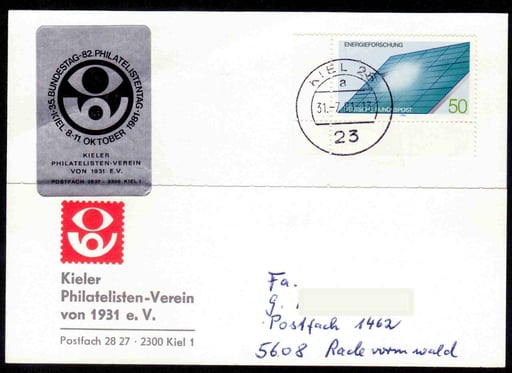 35. BUNDESTAG · 82. PHILATELISTENTAG · KIEL · 8-11. OKTOBER 1981
KIELER
PHILATELISTEN-VEREIN
VON 1931 E.V.
POSTFACH 2827 - 2300 KIEL 1
ENERGIEFORSCHUNG
DEUTSCHE BUNDESPOST
50
KIEL
a
31.-7.81-13
23
Kieler
Philatelisten-Verein
von 1931 e. V.
Postfach 28 27 · 2300 Kiel 1
Fa.
G.
Postfach 1462
5608 Radevormwald